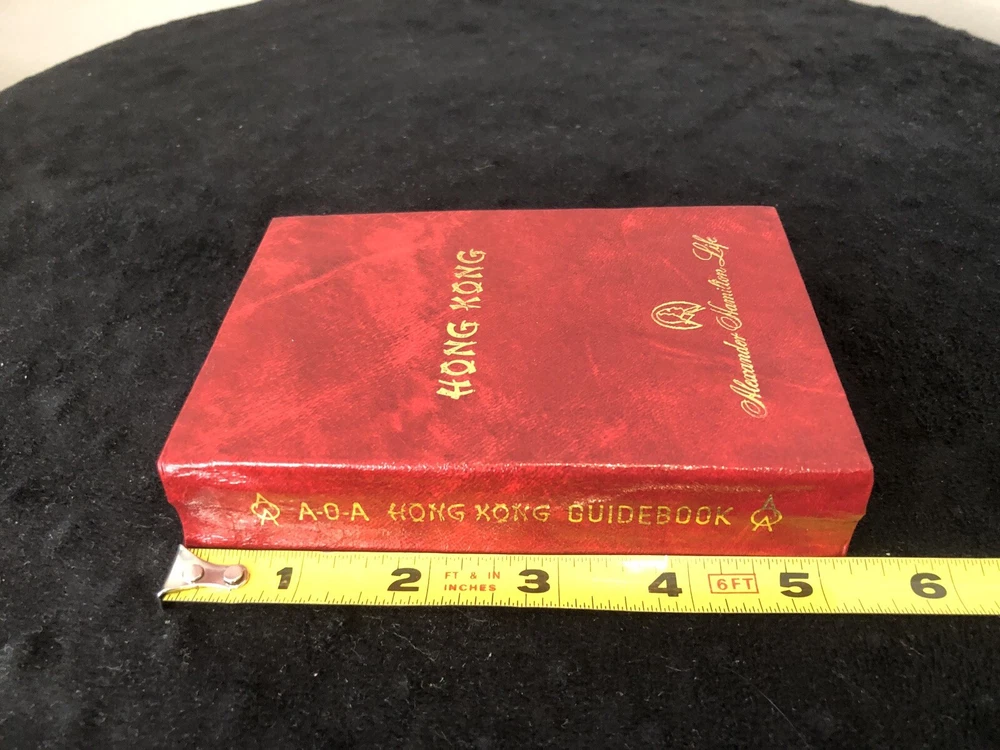 HONG KONG
Alexander Hamilton Life
A-O-A HONG KONG GUIDEBOOK
1 2 FT & IN 3 4 6FT 5 6
INCHES